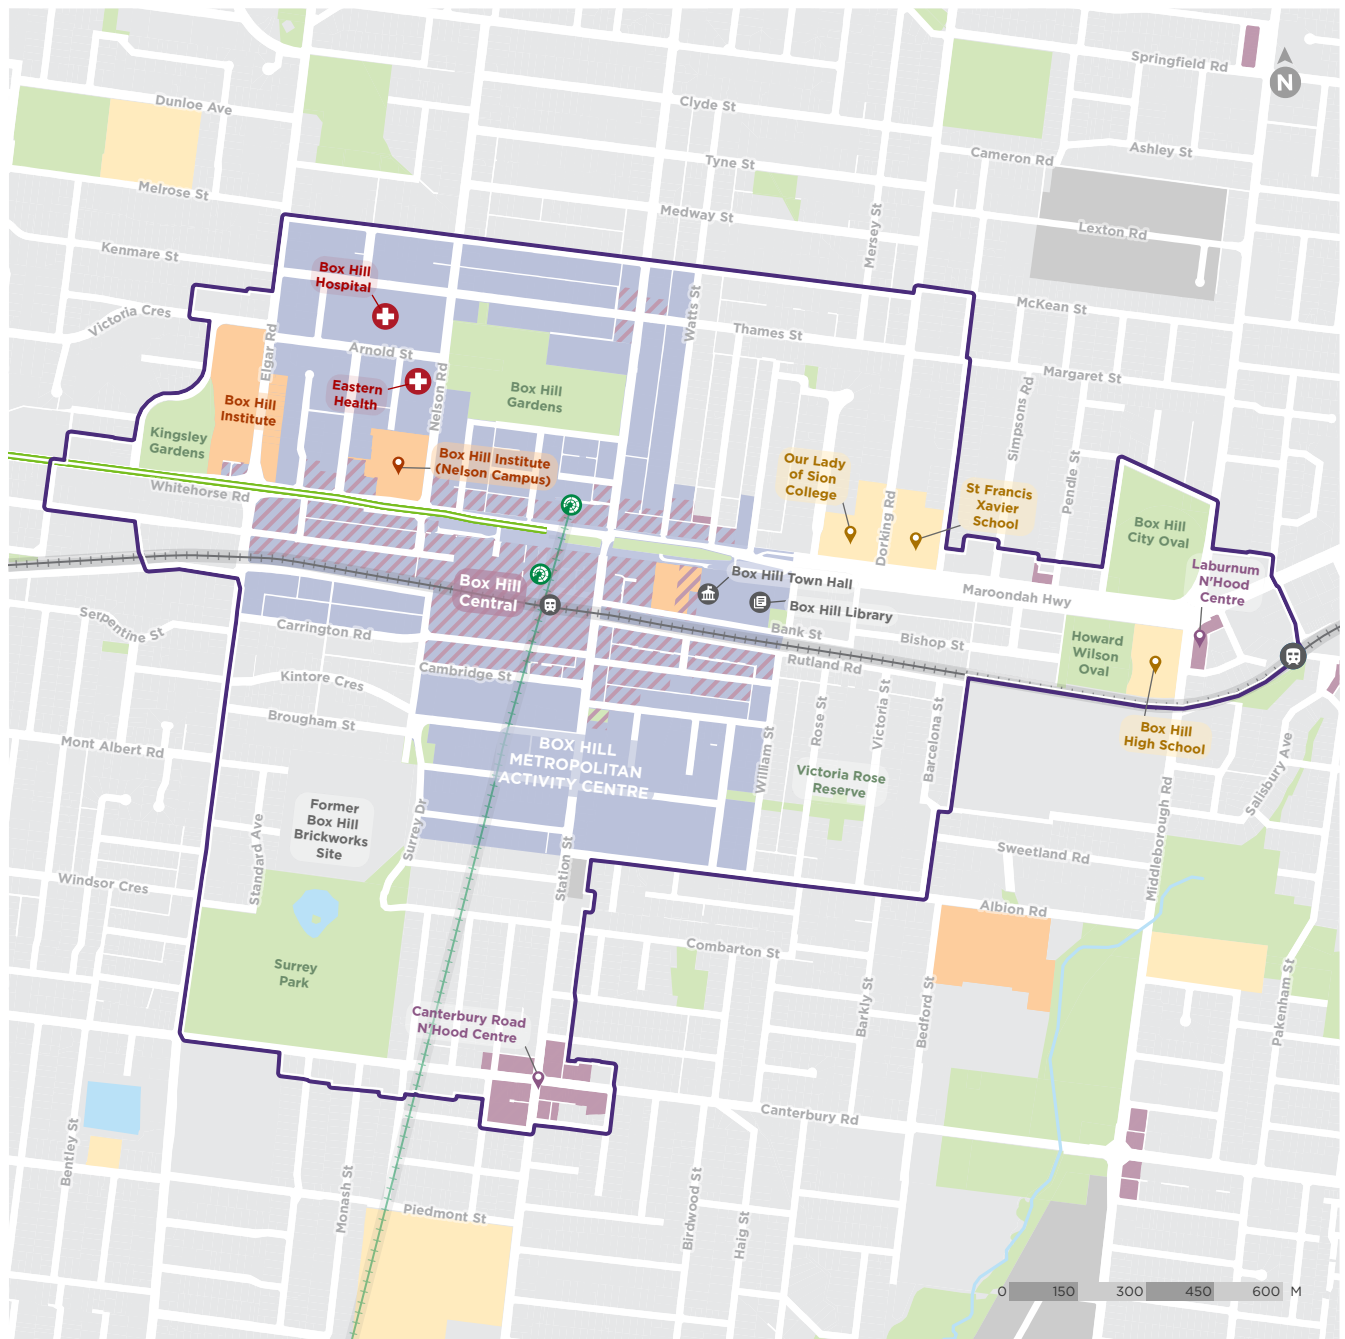 Springfield Rd
N
Dunloe Ave
Clyde St
Tyne St
Cameron Rd
Ashley St
Melrose St
Medway St
Mersey St
Lexton Rd
Kenmare St
Box Hill
Hospital
Victoria Cres
Watts St
McKean St
Thames St
Elgar Rd
Arnold St
Margaret St
Eastern
Health
Nelson Rd
Box Hill
Gardens
Box Hill
Institute
Simpsons Rd
Kingsley
Gardens
Box Hill Institute
(Nelson Campus)
Our Lady
of Sion
College
Pendle St
Whitehorse Rd
St Francis
Xavier
School
Dorking Rd
Box Hill
City Oval
Laburnum
N'Hood
Centre
Box Hill
Central
Box Hill Town Hall
Box Hill Library
Maroondah Hwy
Serpentine St
Carrington Rd
Bank St
Bishop St
Howard
Wilson
Oval
Rutland Rd
Cambridge St
Kintore Cres
Brougham St
Rose St
Victoria St
Barcelona St
Box Hill
High School
Mont Albert Rd
BOX HILL
METROPOLITAN
ACTIVITY CENTRE
William St
Victoria Rose
Reserve
Salisbury Ave
Former
Box Hill
Brickworks
Site
Surrey Dr
Standard Ave
Station St
Sweetland Rd
Middleborough Rd
Windsor Cres
Albion Rd
Combarton St
Surrey
Park
Barkly St
Bedford St
Pakenham St
Canterbury Road
N'Hood Centre
Canterbury Rd
Bentley St
Monash St
Piedmont St
Birdwood St
Haig St
0 150 300 450 600 M